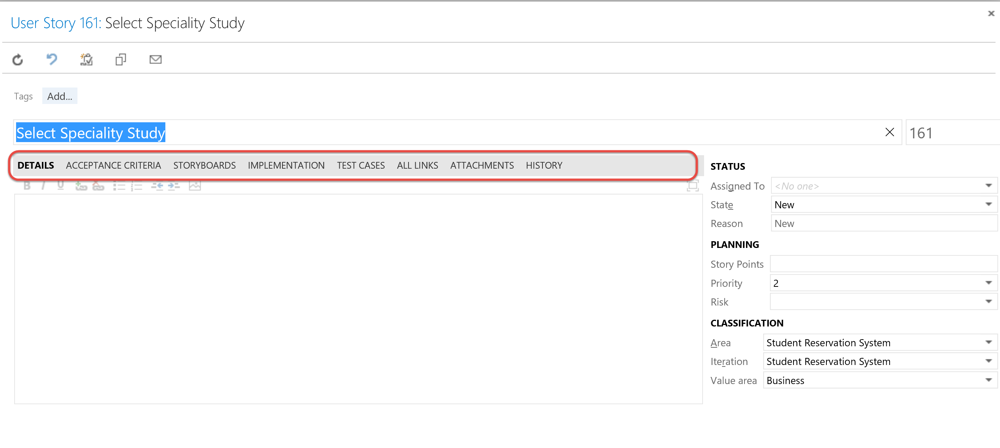 User Story 161: Select Speciality Study
Tags Add...
Select Speciality Study 161
DETAILS ACCEPTANCE CRITERIA STORYBOARDS IMPLEMENTATION TEST CASES ALL LINKS ATTACHMENTS HISTORY
B I U
STATUS
Assigned To <No one>
State New
Reason New
PLANNING
Story Points
Priority 2
Risk
CLASSIFICATION
Area Student Reservation System
Iteration Student Reservation System
Value area Business